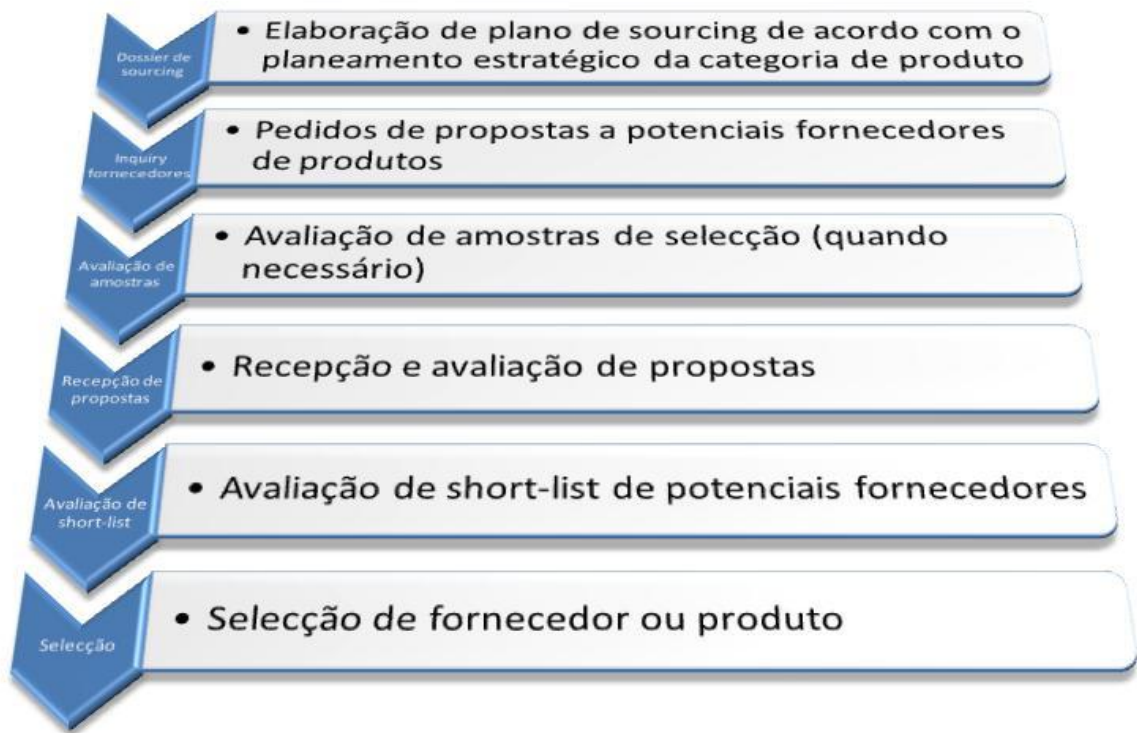 Dossier de
sourcing
• Elaboração de plano de sourcing de acordo com o
planeamento estratégico da categoria de produto
Inquiry
fornecedores
• Pedidos de propostas a potenciais fornecedores
de produtos
Avaliação de
amostras
• Avaliação de amostras de selecção (quando
necessário)
Recepção de
propostas
• Recepção e avaliação de propostas
Avaliação de
short-list
• Avaliação de short-list de potenciais fornecedores
Selecção
• Selecção de fornecedor ou produto